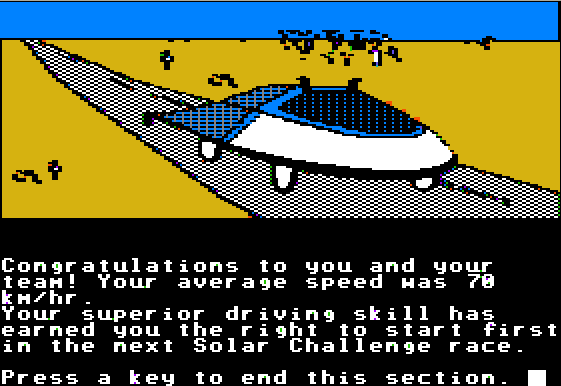 Congratulations to you and your
team! Your average speed was 70
km/hr.
Your superior driving skill has
earned you the right to start first
in the next Solar Challenge race.
Press a key to end this section.